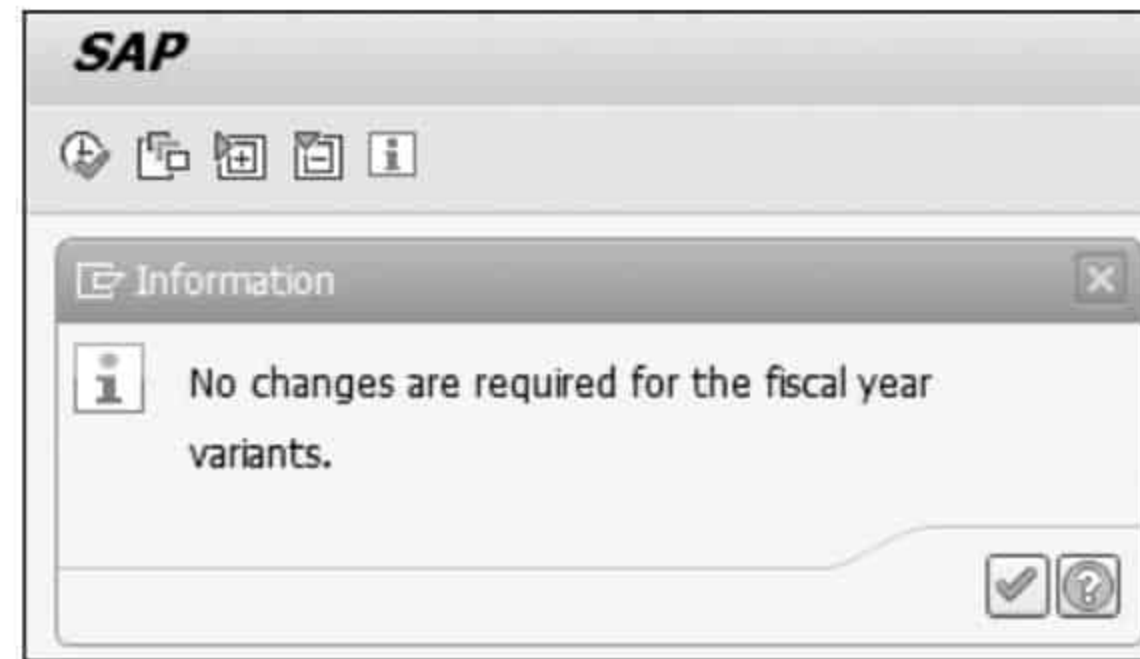 SAP
Information
No changes are required for the fiscal year
variants.